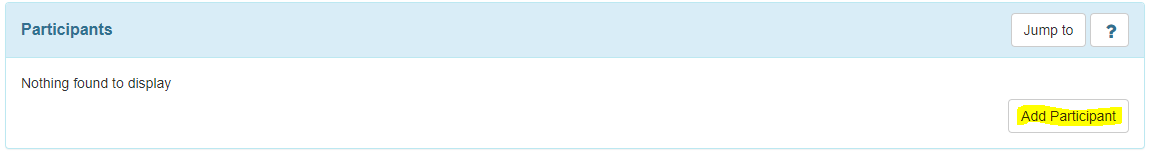 Participants
Jump to
?
Nothing found to display
Add Participant